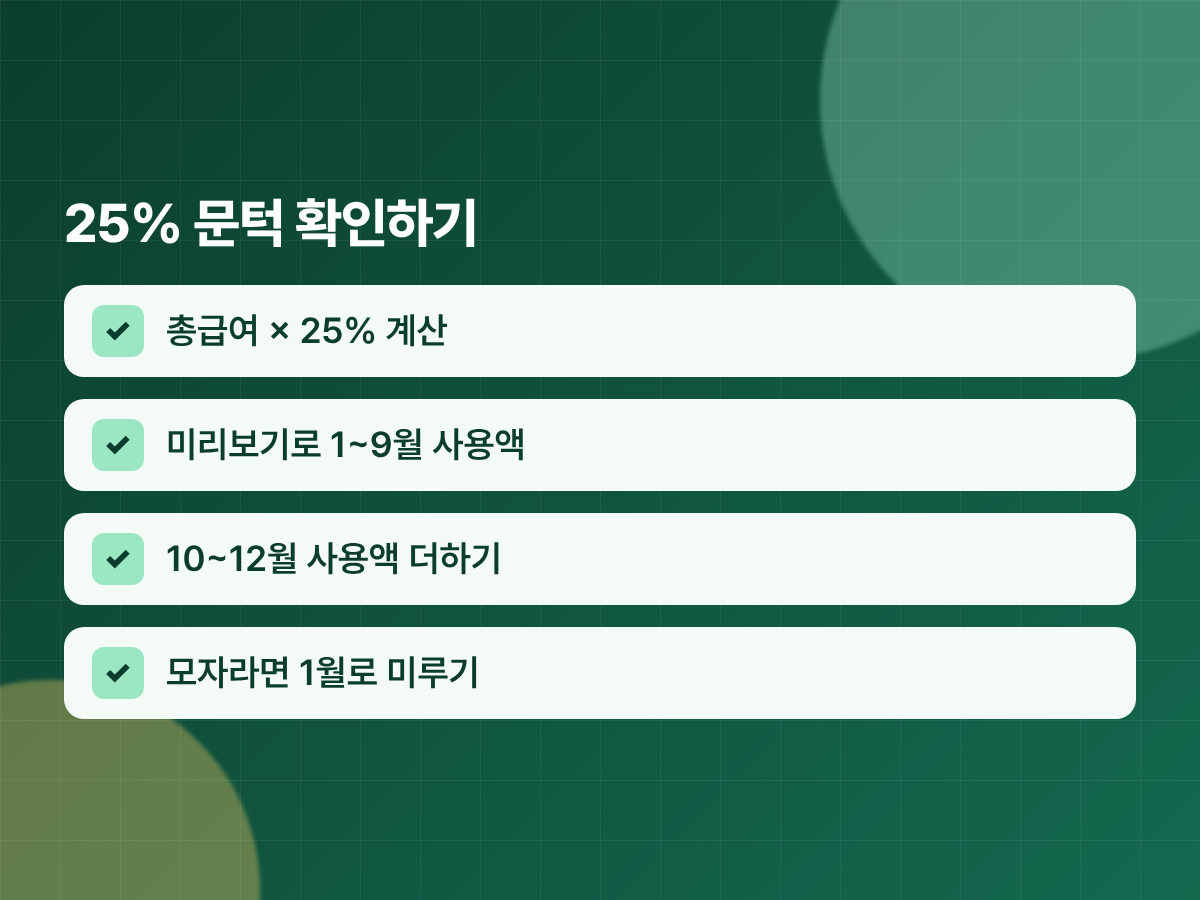 25% 문턱 확인하기
총급여 × 25% 계산
미리보기로 1~9월 사용액
10~12월 사용액 더하기
모자라면 1월로 미루기